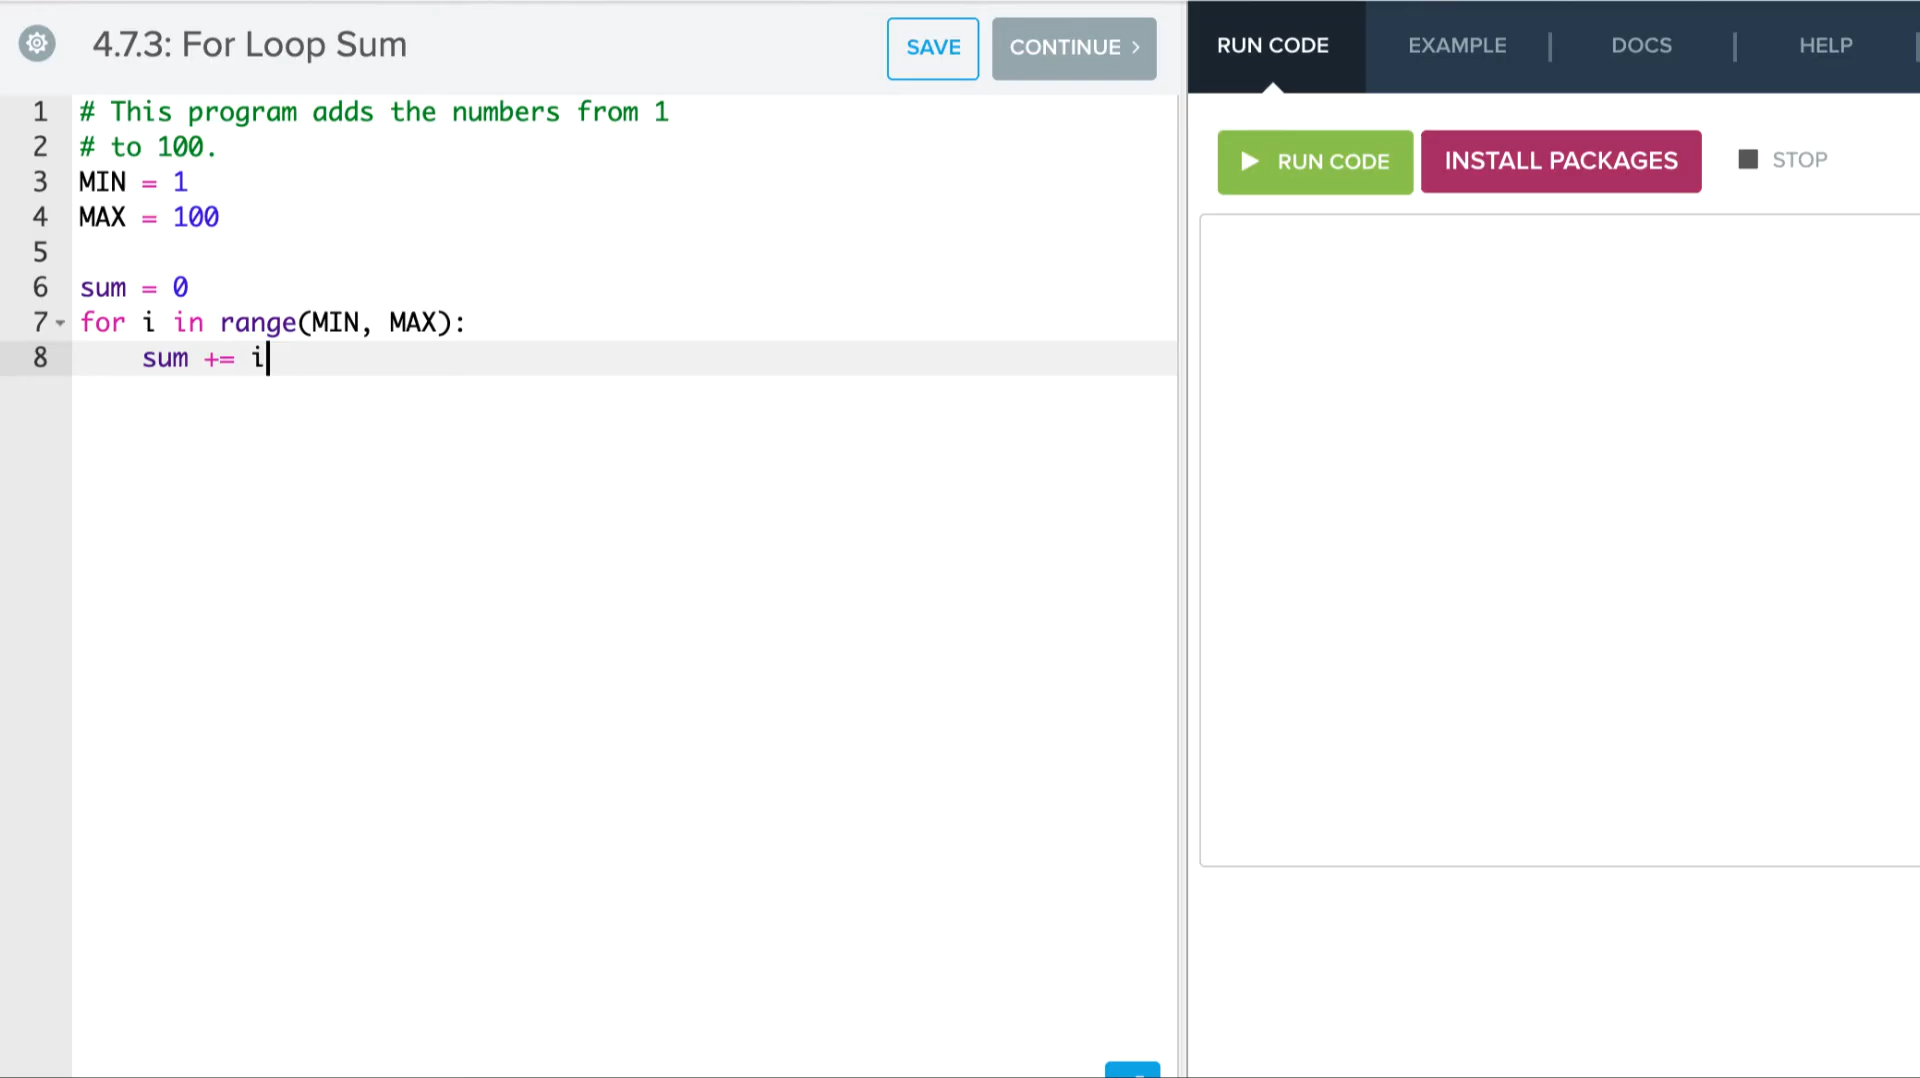 4.7.3: For Loop Sum
SAVE
CONTINUE >
RUN CODE
EXAMPLE
DOCS
HELP
RUN CODE
INSTALL PACKAGES
STOP
1 # This program adds the numbers from 1
2 # to 100.
3 MIN = 1
4 MAX = 100
5
6 sum = 0
7 for i in range(MIN, MAX):
8 sum += i